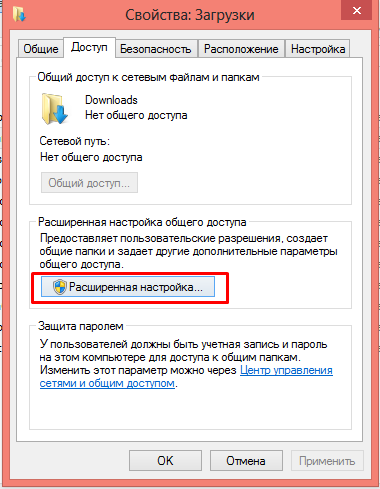 Свойства: Загрузки
Общие
Доступ
Безопасность
Расположение
Настройка
Общий доступ к сетевым файлам и папкам
Downloads
Нет общего доступа
Сетевой путь:
Нет общего доступа
Общий доступ...
Расширенная настройка общего доступа
Предоставляет пользовательские разрешения, создает
общие папки и задает другие дополнительные параметры
общего доступа.
Расширенная настройка...
Защита паролем
У пользователей должны быть учетная запись и пароль
на этом компьютере для доступа к общим папкам.
Изменить этот параметр можно через Центр управления
сетями и общим доступом.
OK
Отмена
Применить